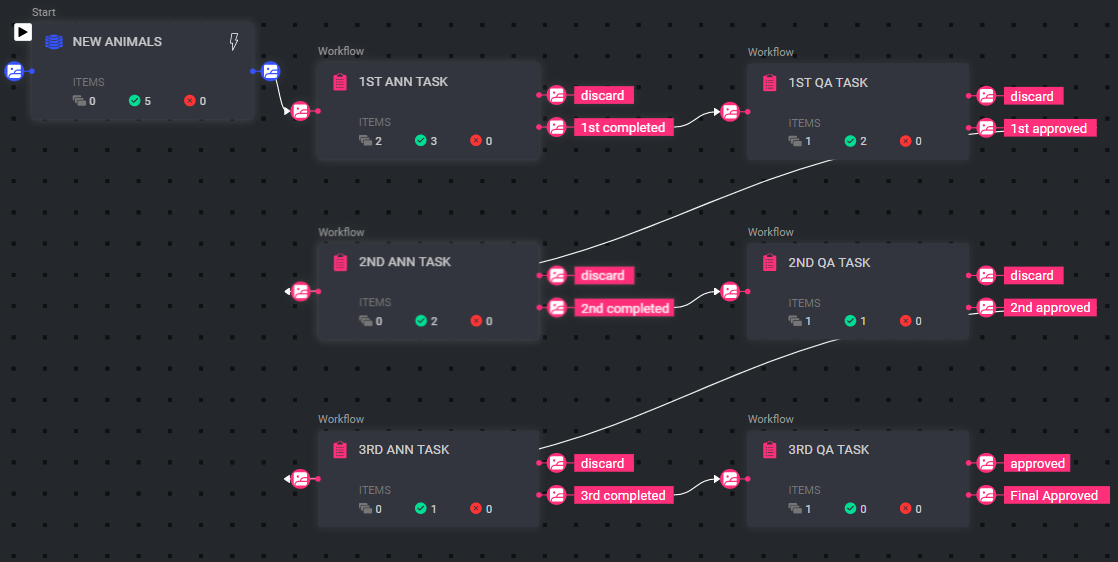 Start
NEW ANIMALS
ITEMS
0 5 0
Workflow
1ST ANN TASK
discard
1st completed
ITEMS
2 3 0
Workflow
1ST QA TASK
discard
1st approved
ITEMS
1 2 0
Workflow
2ND ANN TASK
discard
2nd completed
ITEMS
0 2 0
Workflow
2ND QA TASK
discard
2nd approved
ITEMS
1 1 0
Workflow
3RD ANN TASK
discard
3rd completed
ITEMS
0 1 0
Workflow
3RD QA TASK
approved
Final Approved
ITEMS
1 0 0